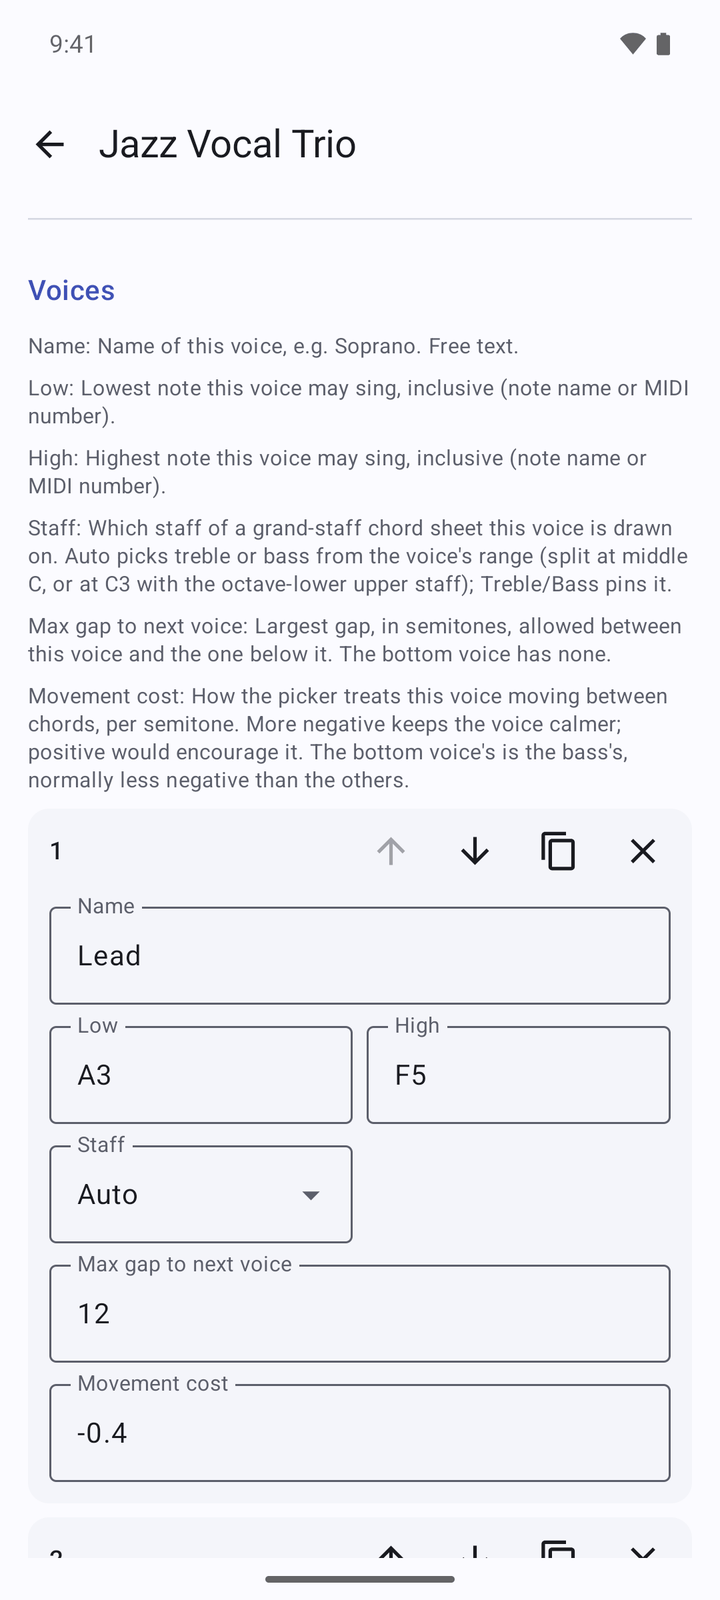 9:41
Jazz Vocal Trio
Voices
Name: Name of this voice, e.g. Soprano. Free text.
Low: Lowest note this voice may sing, inclusive (note name or MIDI
number).
High: Highest note this voice may sing, inclusive (note name or
MIDI number).
Staff: Which staff of a grand-staff chord sheet this voice is drawn
on. Auto picks treble or bass from the voice's range (split at middle
C, or at C3 with the octave-lower upper staff); Treble/Bass pins it.
Max gap to next voice: Largest gap, in semitones, allowed between
this voice and the one below it. The bottom voice has none.
Movement cost: How the picker treats this voice moving between
chords, per semitone. More negative keeps the voice calmer;
positive would encourage it. The bottom voice's is the bass's,
normally less negative than the others.
1
Name
Lead
Low
A3
High
F5
Staff
Auto
Max gap to next voice
12
Movement cost
-0.4